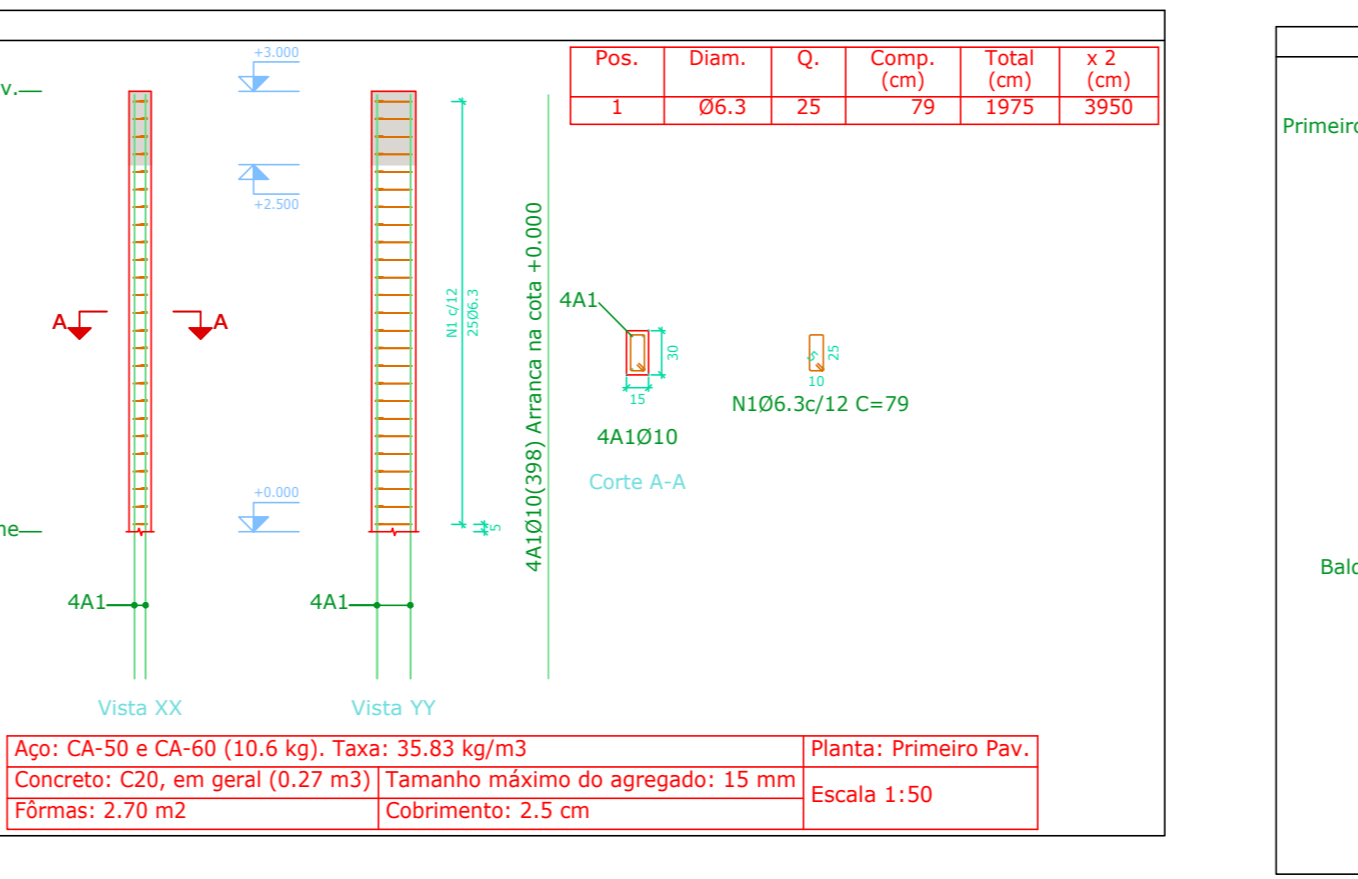 +3.000
v.
+2.500
A
A
+0.000
ne
4A1
4A1
Vista XX
Vista YY
N1 c/12
25Ø6.3
5
4A1Ø10(398) Arranca na cota +0.000
Pos. Diam. Q. Comp. (cm) Total (cm) x 2 (cm)
1 Ø6.3 25 79 1975 3950
4A1
30
15
4A1Ø10
Corte A-A
5
25
10
N1Ø6.3c/12 C=79
Aço: CA-50 e CA-60 (10.6 kg). Taxa: 35.83 kg/m3
Planta: Primeiro Pav.
Concreto: C20, em geral (0.27 m3)
Tamanho máximo do agregado: 15 mm
Escala 1:50
Fôrmas: 2.70 m2
Cobrimento: 2.5 cm
Primeiro
Bald